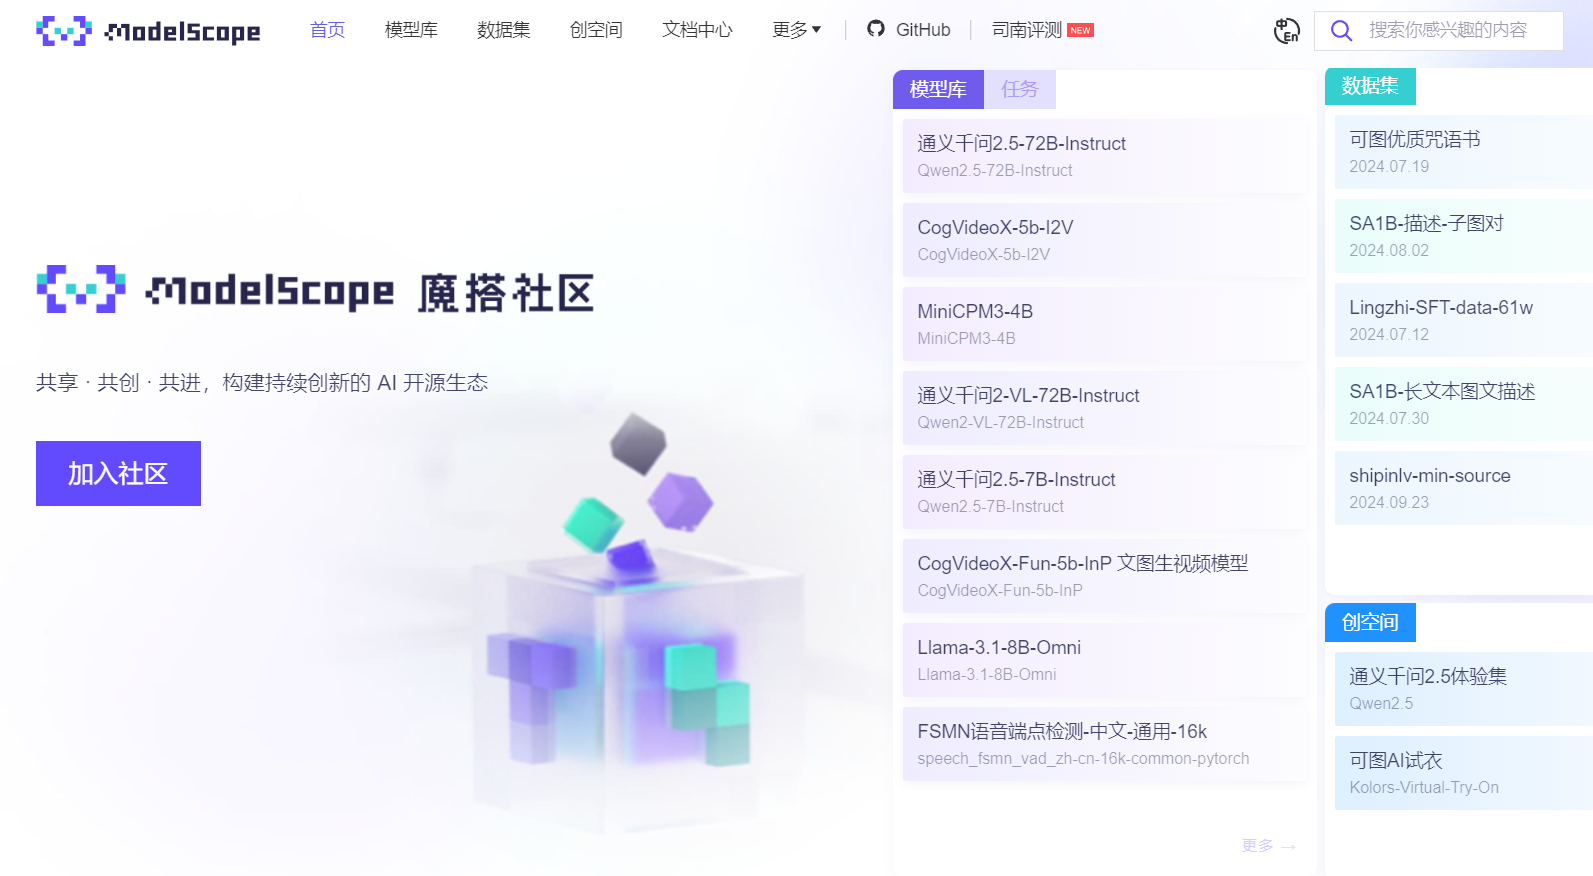 ModelScope
首页
模型库
数据集
创空间
文档中心
更多
GitHub
司南评测 NEW
中 En
搜索你感兴趣的内容
ModelScope 魔搭社区
共享 · 共创 · 共进，构建持续创新的 AI 开源生态
加入社区
模型库
任务
通义千问2.5-72B-Instruct
Qwen2.5-72B-Instruct
CogVideoX-5b-I2V
CogVideoX-5b-I2V
MiniCPM3-4B
MiniCPM3-4B
通义千问2-VL-72B-Instruct
Qwen2-VL-72B-Instruct
通义千问2.5-7B-Instruct
Qwen2.5-7B-Instruct
CogVideoX-Fun-5b-InP 文图生视频模型
CogVideoX-Fun-5b-InP
Llama-3.1-8B-Omni
Llama-3.1-8B-Omni
FSMN语音端点检测-中文-通用-16k
speech_fsmn_vad_zh-cn-16k-common-pytorch
更多 →
数据集
可图优质咒语书
2024.07.19
SA1B-描述-子图对
2024.08.02
Lingzhi-SFT-data-61w
2024.07.12
SA1B-长文本图文描述
2024.07.30
shipinlv-min-source
2024.09.23
创空间
通义千问2.5体验集
Qwen2.5
可图AI试衣
Kolors-Virtual-Try-On